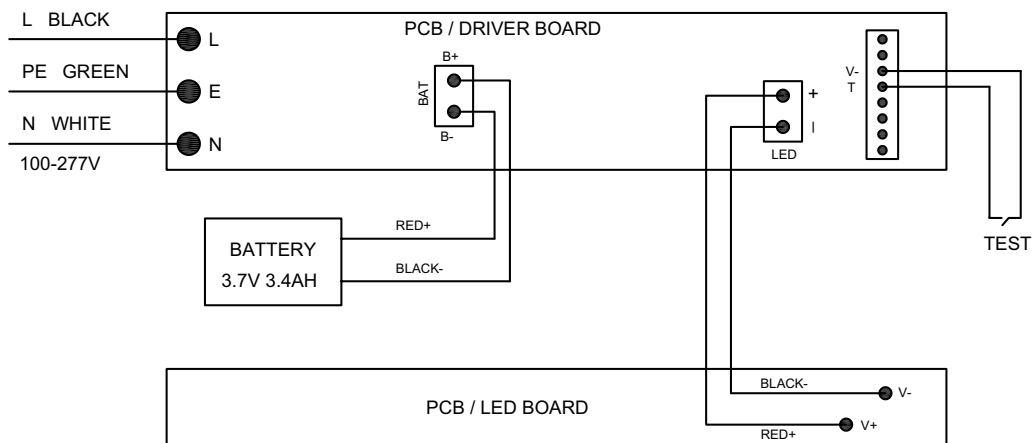 L BLACK
PCB / DRIVER BOARD
L
B+
PE GREEN
V-
BAT
T
E
+
N WHITE
B-
I
N
LED
100-277V
RED+
TEST
BATTERY
BLACK-
3.7V 3.4AH
BLACK-
V-
PCB / LED BOARD
V+
RED+